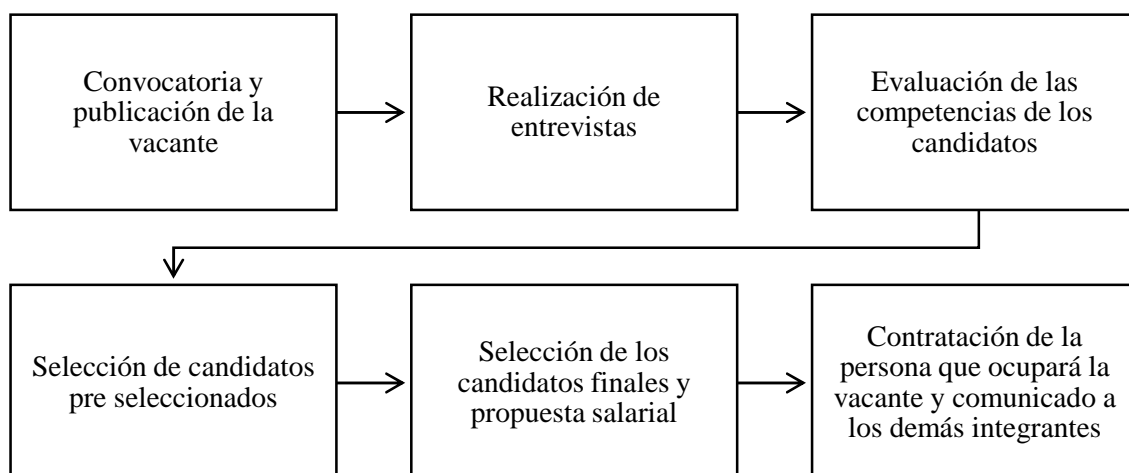 Convocatoria y
publicación de la
vacante
Realización de
entrevistas
Evaluación de las
competencias de los
candidatos
Selección de candidatos
pre seleccionados
Selección de los
candidatos finales y
propuesta salarial
Contratación de la
persona que ocupará la
vacante y comunicado a
los demás integrantes